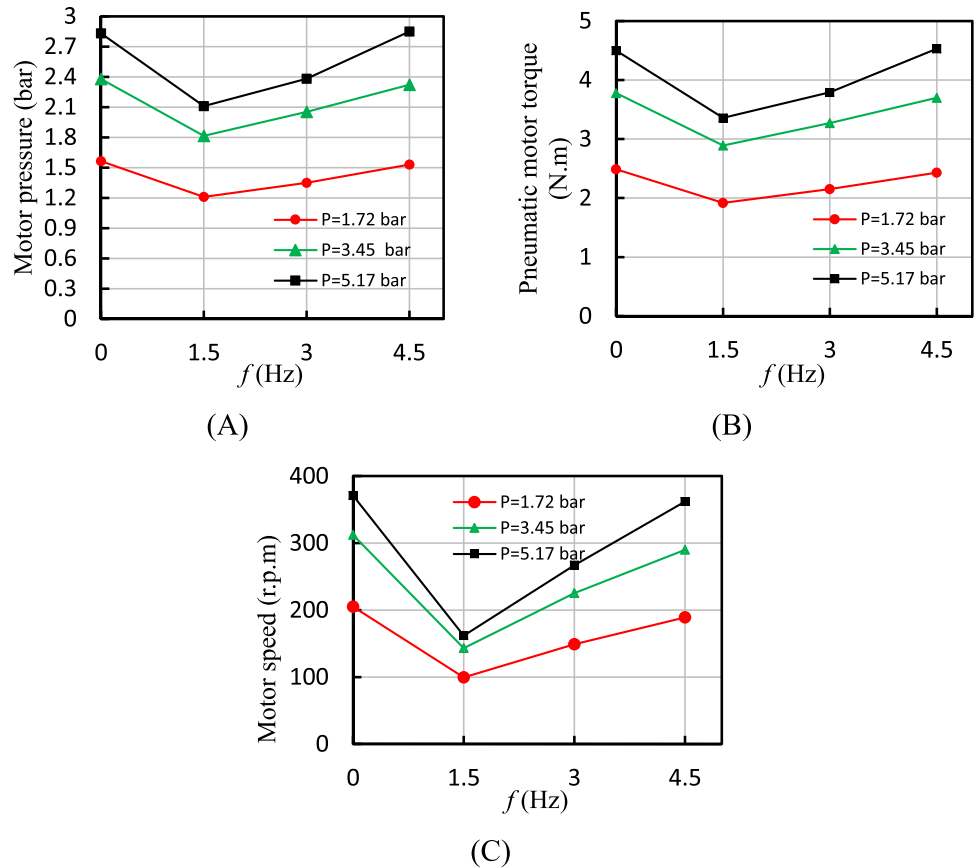 Motor pressure (bar)
3
2.7
2.4
2.1
1.8
1.5
1.2
0.9
0.6
0.3
0
P=1.72 bar
P=3.45 bar
P=5.17 bar
0 1.5 3 4.5
f (Hz)
(A)
Pneumatic motor torque
(N.m)
5
4
3
2
1
0
P=1.72 bar
P=3.45 bar
P=5.17 bar
0 1.5 3 4.5
f (Hz)
(B)
Motor speed (r.p.m)
400
300
200
100
0
P=1.72 bar
P=3.45 bar
P=5.17 bar
0 1.5 3 4.5
f (Hz)
(C)